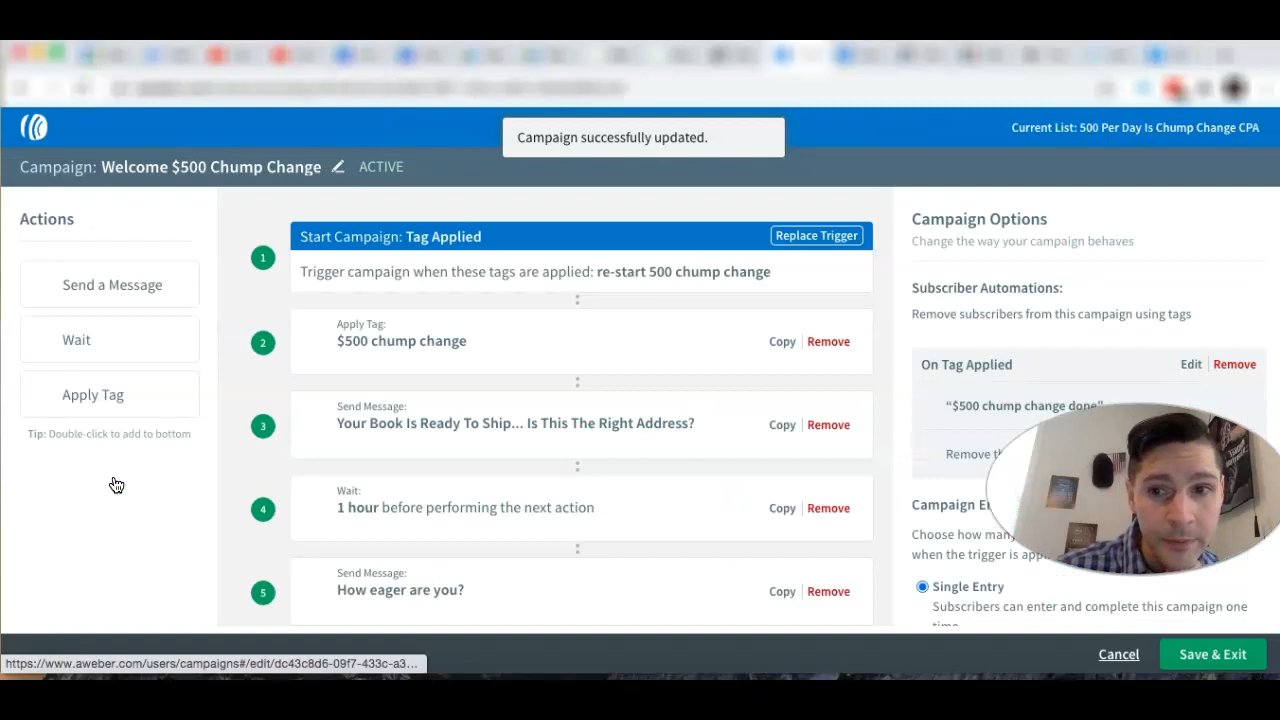 Campaign successfully updated.
Current List: 500 Per Day Is Chump Change CPA
Campaign: Welcome $500 Chump Change
ACTIVE
Actions
Send a Message
Wait
Apply Tag
Tip: Double-click to add to bottom
1
Start Campaign: Tag Applied
Replace Trigger
Trigger campaign when these tags are applied: re-start 500 chump change
2
Apply Tag:
$500 chump change
Copy Remove
3
Send Message:
Your Book Is Ready To Ship... Is This The Right Address?
Copy Remove
4
Wait:
1 hour before performing the next action
Copy Remove
5
Send Message:
How eager are you?
Copy Remove
Campaign Options
Change the way your campaign behaves
Subscriber Automations:
Remove subscribers from this campaign using tags
On Tag Applied
Edit Remove
“$500 chump change done”
Remove
Campaign
Choose how many
when the trigger is
Single Entry
Subscribers can enter and complete this campaign one
time.
https://www.aweber.com/users/campaigns#/edit/dc43c8d6-09f7-433c-a3...
Cancel
Save & Exit